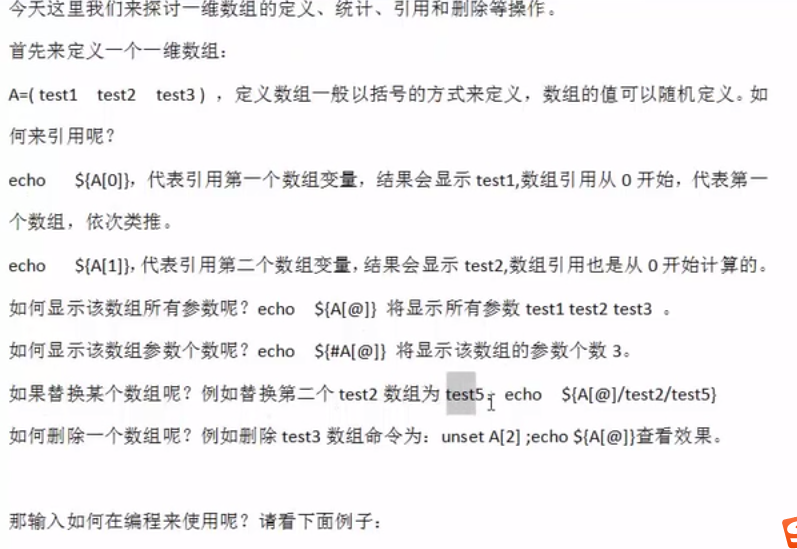 今天这里我们来探讨一维数组的定义、统计、引用和删除等操作。
首先来定义一个一维数组：
A=( test1 test2 test3 ) ，定义数组一般以括号的方式来定义，数组的值可以随机定义。如
何来引用呢？
echo ${A[0]}，代表引用第一个数组变量，结果会显示 test1,数组引用从 0 开始，代表第一
个数组，依次类推。
echo ${A[1]}，代表引用第二个数组变量，结果会显示 test2,数组引用也是从 0 开始计算的。
如何显示该数组所有参数呢？echo ${A[@]} 将显示所有参数 test1 test2 test3 。
如何显示该数组参数个数呢？echo ${#A[@]} 将显示该数组的参数个数 3。
如果替换某个数组呢？例如替换第二个 test2 数组为 test5： echo ${A[@]/test2/test5}
如何删除一个数组呢？例如删除 test3 数组命令为：unset A[2] ;echo ${A[@]}查看效果。
那输入如何在编程来使用呢？请看下面例子：